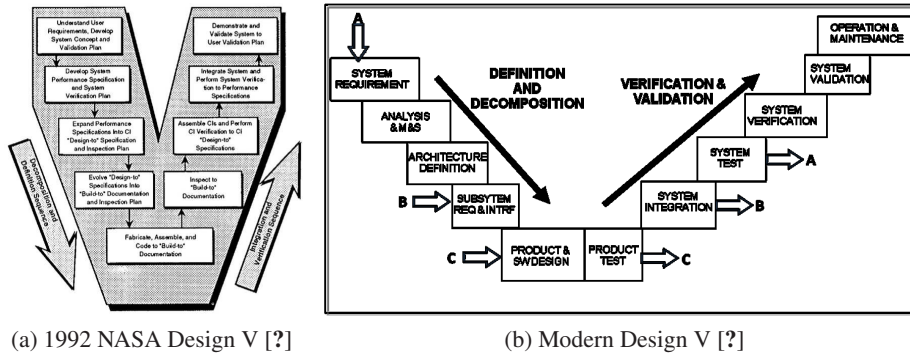 Understand User
Requirements, Develop
System Concept and
Validation Plan
Develop System
Performance Specification
and System
Verification Plan
Expand Performance
Specifications Into CI
"Design-to" Specification
and Inspection Plan
Evolve "Design-to"
Specifications Into
"Build-to" Documentation
and Inspection Plan
Fabricate, Assemble, and
Code to "Build-to"
Documentation
Inspect to
"Build-to"
Documentation
Assemble CIs and Perform
CI Verification to CI
"Design-to"
Specifications
Integrate System and
Perform System Verifica-
tion to Performance
Specifications
Demonstrate and
Validate System to
User Validation Plan
Decomposition and
Definition Sequence
Integration and
Verification Sequence
(a) 1992 NASA Design V [?]
A
SYSTEM
REQUIREMENT
ANALYSIS
& M&S
ARCHITECTURE
DEFINITION
B
SUBSYTEM
REQ & INTRF
C
PRODUCT &
SWDESIGN
PRODUCT
TEST
C
SYSTEM
INTEGRATION
B
SYSTEM
TEST
A
SYSTEM
VERIFICATION
SYSTEM
VALIDATION
OPERATION &
MAINTENANCE
DEFINITION
AND
DECOMPOSITION
VERIFICATION &
VALIDATION
(b) Modern Design V [?]